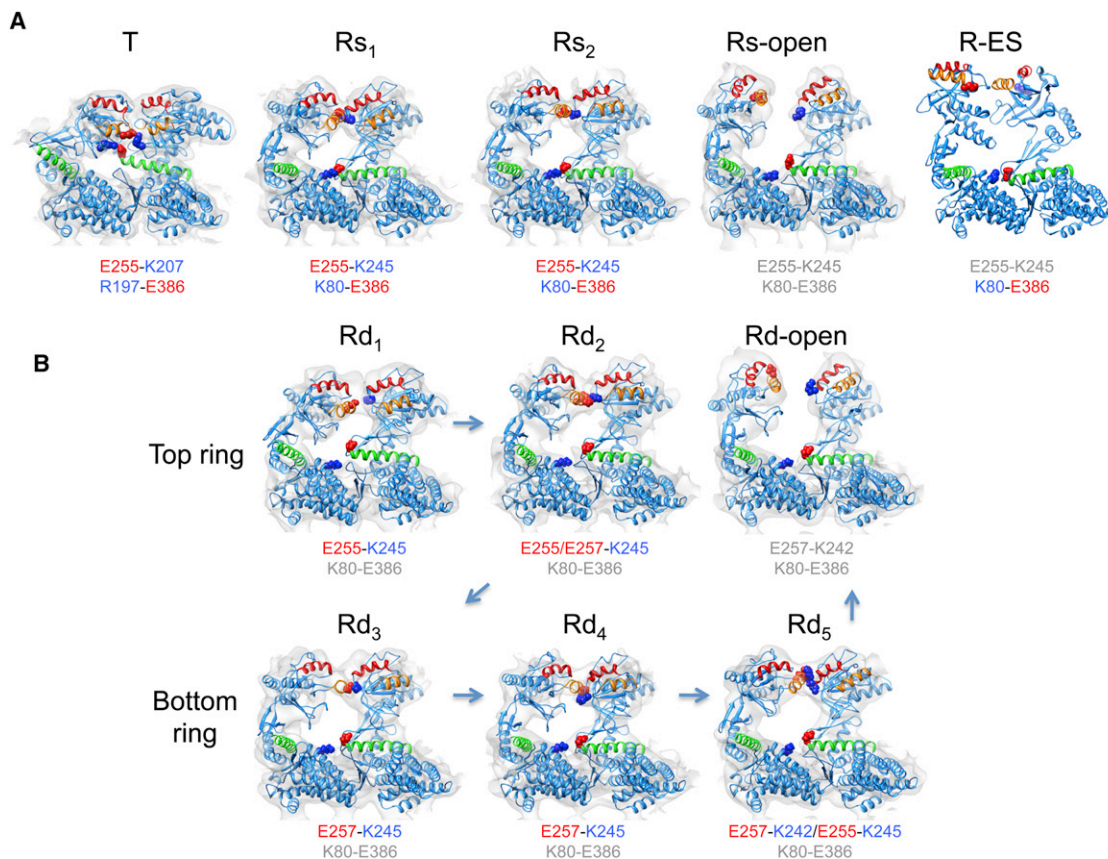 A
T Rs1 Rs2 Rs-open R-ES
E255-K207 E255-K245 E255-K245 E255-K245 E255-K245
R197-E386 K80-E386 K80-E386 K80-E386 K80-E386
B
Rd1 Rd2 Rd-open
Top ring
E255-K245 E255/E257-K245 E257-K242
K80-E386 K80-E386 K80-E386
Rd3 Rd4 Rd5
Bottom
ring
E257-K245 E257-K245 E257-K242/E255-K245
K80-E386 K80-E386 K80-E386